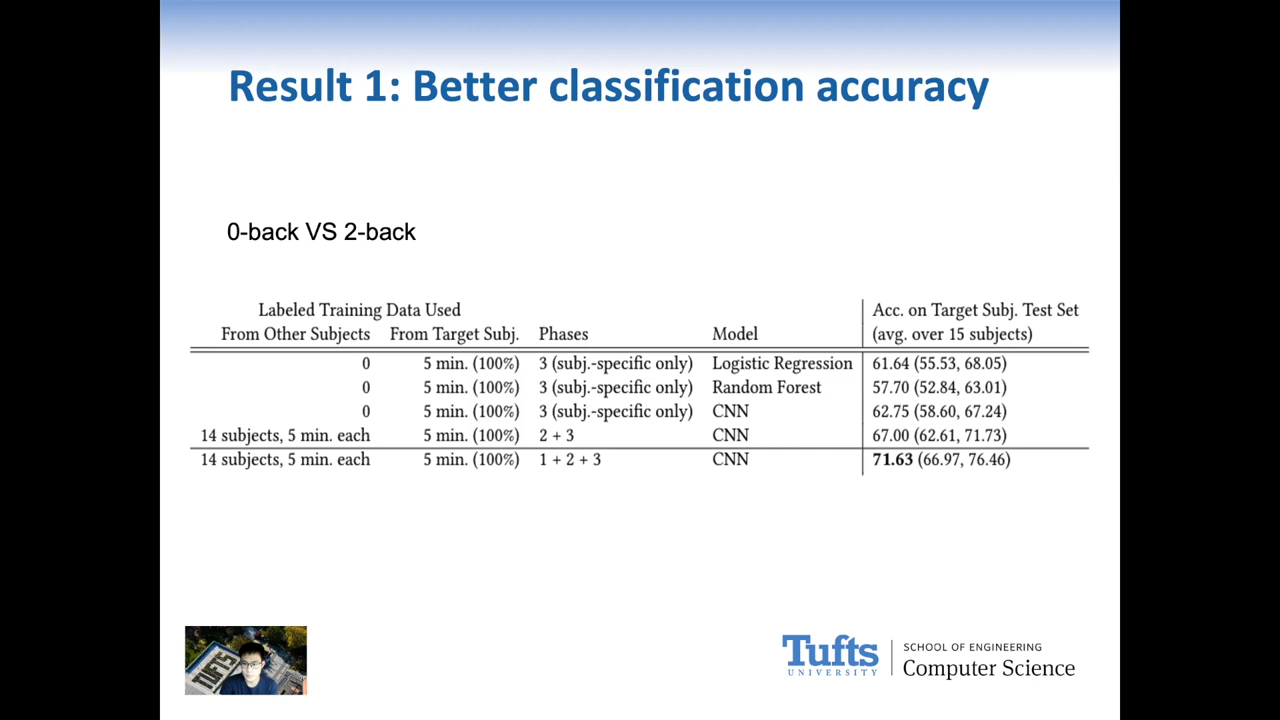 Result 1: Better classification accuracy
0-back VS 2-back
Labeled Training Data Used Acc. on Target Subj. Test Set
From Other Subjects From Target Subj. Phases Model (avg. over 15 subjects)
0 5 min. (100%) 3 (subj.-specific only) Logistic Regression 61.64 (55.53, 68.05)
0 5 min. (100%) 3 (subj.-specific only) Random Forest 57.70 (52.84, 63.01)
0 5 min. (100%) 3 (subj.-specific only) CNN 62.75 (58.60, 67.24)
14 subjects, 5 min. each 5 min. (100%) 2 + 3 CNN 67.00 (62.61, 71.73)
14 subjects, 5 min. each 5 min. (100%) 1 + 2 + 3 CNN 71.63 (66.97, 76.46)
TUFTS
Tufts
UNIVERSITY
SCHOOL OF ENGINEERING
Computer Science